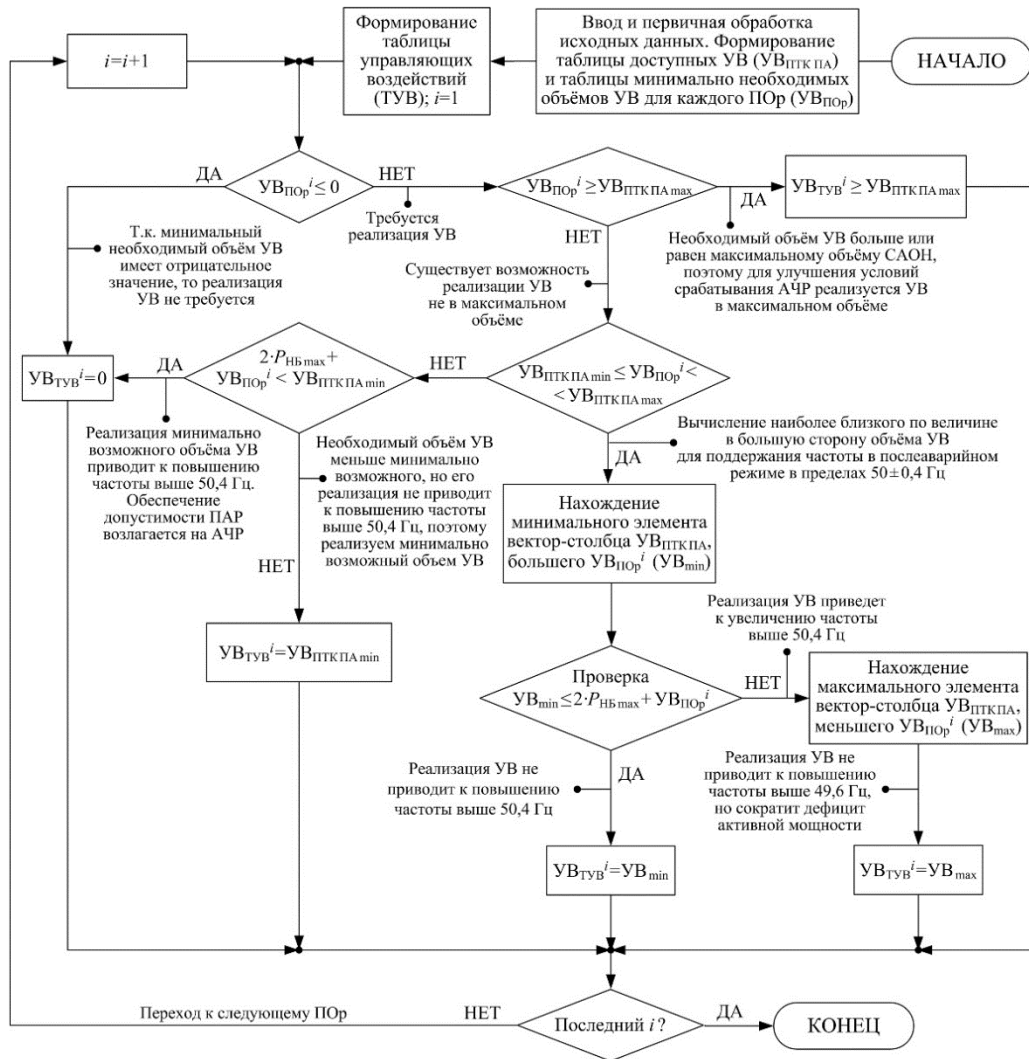 i=i+1
Формирование
таблицы
управляющих
воздействий
(ТУВ); i=1
Ввод и первичная обработка
исходных данных. Формирование
таблицы доступных УВ (УВПТК ПА)
и таблицы минимально необходимых
объёмов УВ для каждого ПОр (УВПОр)
НАЧАЛО
ДА
УВПОр^i ≤ 0
НЕТ
Требуется
реализация УВ
УВПОр^i ≥УВПТК ПА max
ДА
УВТУВ^i ≥ УВПТК ПА max
Т.к. минимальный
необходимый объём УВ
имеет отрицательное
значение, то реализация
УВ не требуется
НЕТ
Существует возможность
реализации УВ
не в максимальном
объёме
Необходимый объём УВ больше или
равен максимальному объёму САОН,
поэтому для улучшения условий
срабатывания АЧР реализуется УВ
в максимальном объёме
УВТУВ^i=0
ДА
2·PНБ max+
УВПОр^i < УВПТК ПА min
НЕТ
УВПТК ПА min ≤ УВПОр^i <
< УВПТК ПА max
Реализация минимально
возможного объёма УВ
приводит к повышению
частоты выше 50,4 Гц.
Обеспечение
допустимости ПАР
возлагается на АЧР
Необходимый объём УВ
меньше минимально
возможного, но его
реализация не приводит
к повышению частоты
выше 50,4 Гц, поэтому
реализуем минимально
возможный объем УВ
НЕТ
ДА
Вычисление наиболее близкого по величине
в большую сторону объёма УВ
для поддержания частоты в послеаварийном
режиме в пределах 50±0,4 Гц
Нахождение
минимального элемента
вектор-столбца УВПТК ПА,
большего УВПОр^i (УВmin)
УВТУВ^i=УВПТК ПА min
Реализация УВ приведет
к увеличению частоты
выше 50,4 Гц
Проверка
УВmin≤2·PНБ max+ УВПОр^i
НЕТ
Нахождение
максимального элемента
вектор-столбца УВПТК ПА,
меньшего УВПОр^i (УВmax)
Реализация УВ не
приводит к повышению
частоты выше 50,4 Гц
ДА
Реализация УВ не
приводит к повышению
частоты выше 49,6 Гц,
но сократит дефицит
активной мощности
УВТУВ^i=УВmin
УВТУВ^i=УВmax
Переход к следующему ПОр
НЕТ
Последний i ?
ДА
КОНЕЦ